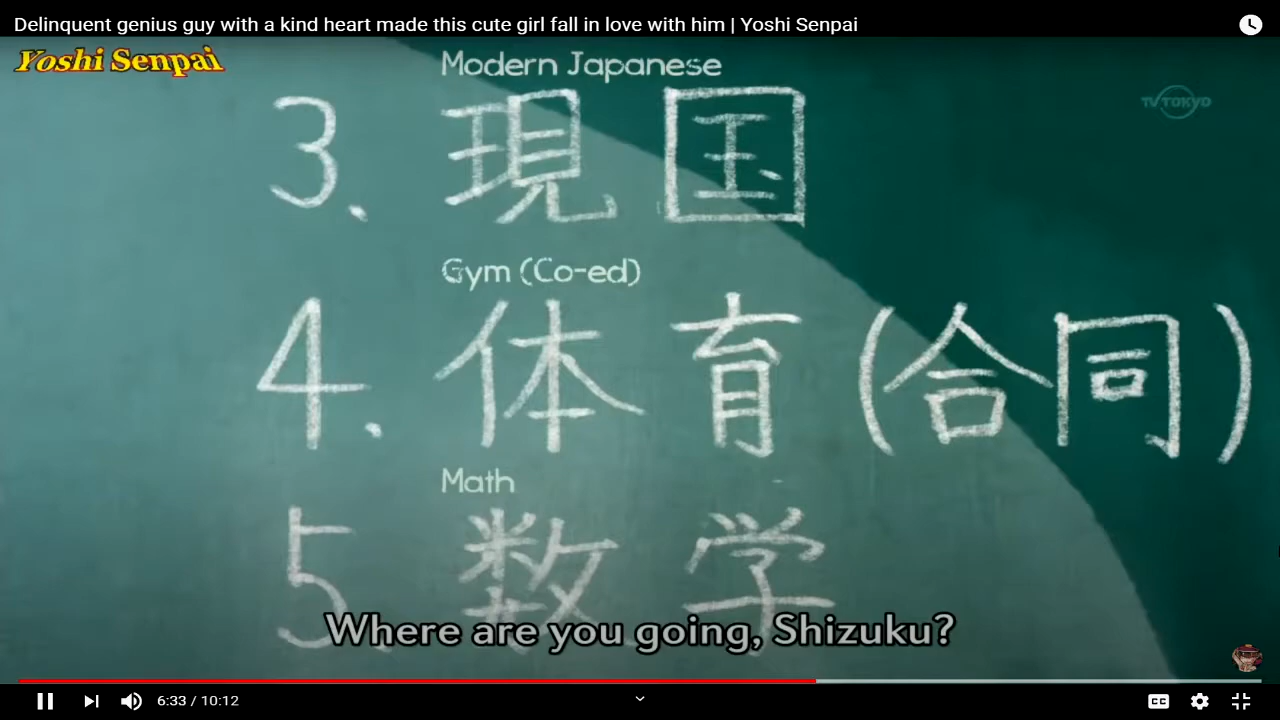 Delinquent genius guy with a kind heart made this cute girl fall in love with him | Yoshi Senpai
Yoshi Senpai
TV TOKYO
Modern Japanese
3. 現国
Gym (Co-ed)
4. 体育(合同)
Math
5. 数学
Where are you going, Shizuku?
6:33 / 10:12
CC